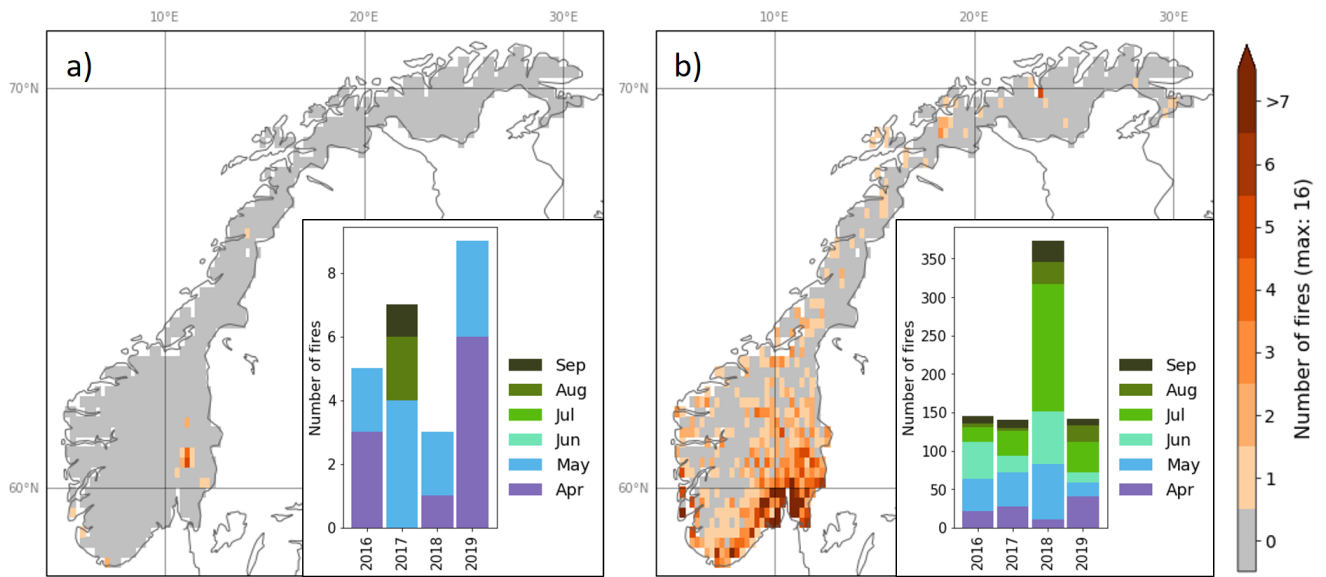 10°E 20°E 30°E 10°E 20°E 30°E
a) b)
70°N 70°N
60°N 60°N
Number of fires
8
6
4
2
0
2016 2017 2018 2019
Sep
Aug
Jul
Jun
May
Apr
Number of fires
350
300
250
200
150
100
50
0
2016 2017 2018 2019
Sep
Aug
Jul
Jun
May
Apr
>7
6
5
4
3
2
1
0
Number of fires (max: 16)